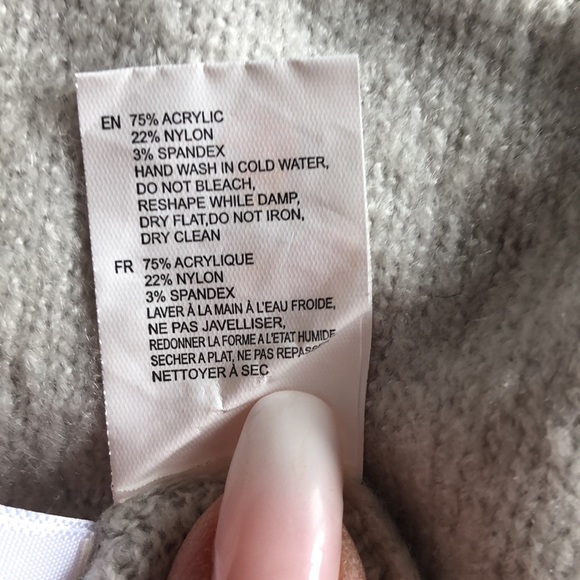 EN 75% ACRYLIC
22% NYLON
3% SPANDEX
HAND WASH IN COLD WATER,
DO NOT BLEACH,
RESHAPE WHILE DAMP,
DRY FLAT,DO NOT IRON,
DRY CLEAN
FR 75% ACRYLIQUE
22% NYLON
3% SPANDEX
LAVER À LA MAIN À L'EAU FROIDE,
NE PAS JAVELLISER,
REDONNER LA FORME A L'ETAT HUMIDE
SECHER A PLAT, NE PAS
NETTOYER À SEC